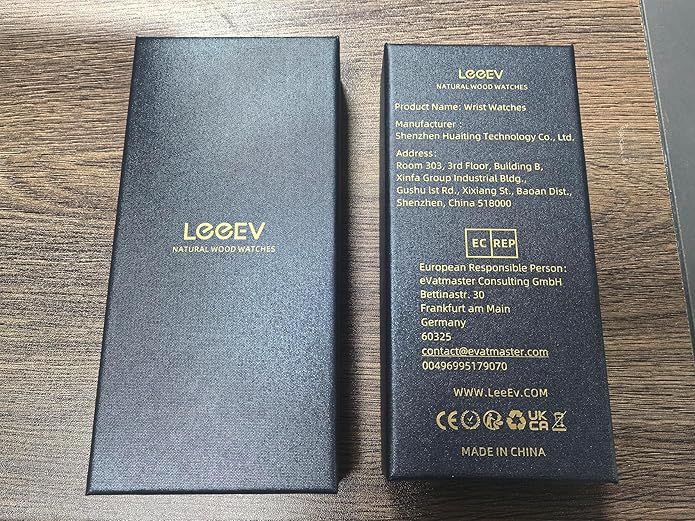 LeeEV
NATURAL WOOD WATCHES
LeeEV
NATURAL WOOD WATCHES
Product Name: Wrist Watches
Manufacturer :
Shenzhen Huaiting Technology Co., Ltd.
Address:
Room 303, 3rd Floor, Building B,
Xinfa Group Industrial Bldg.,
Gushu lst Rd., Xixiang St., Baoan Dist.,
Shenzhen, China 518000
EC REP
European Responsible Person:
eVatmaster Consulting GmbH
Bettinastr. 30
Frankfurt am Main
Germany
60325
contact@evatmaster.com
00496995179070
WWW.LeeEv.COM
CE UK CA
MADE IN CHINA